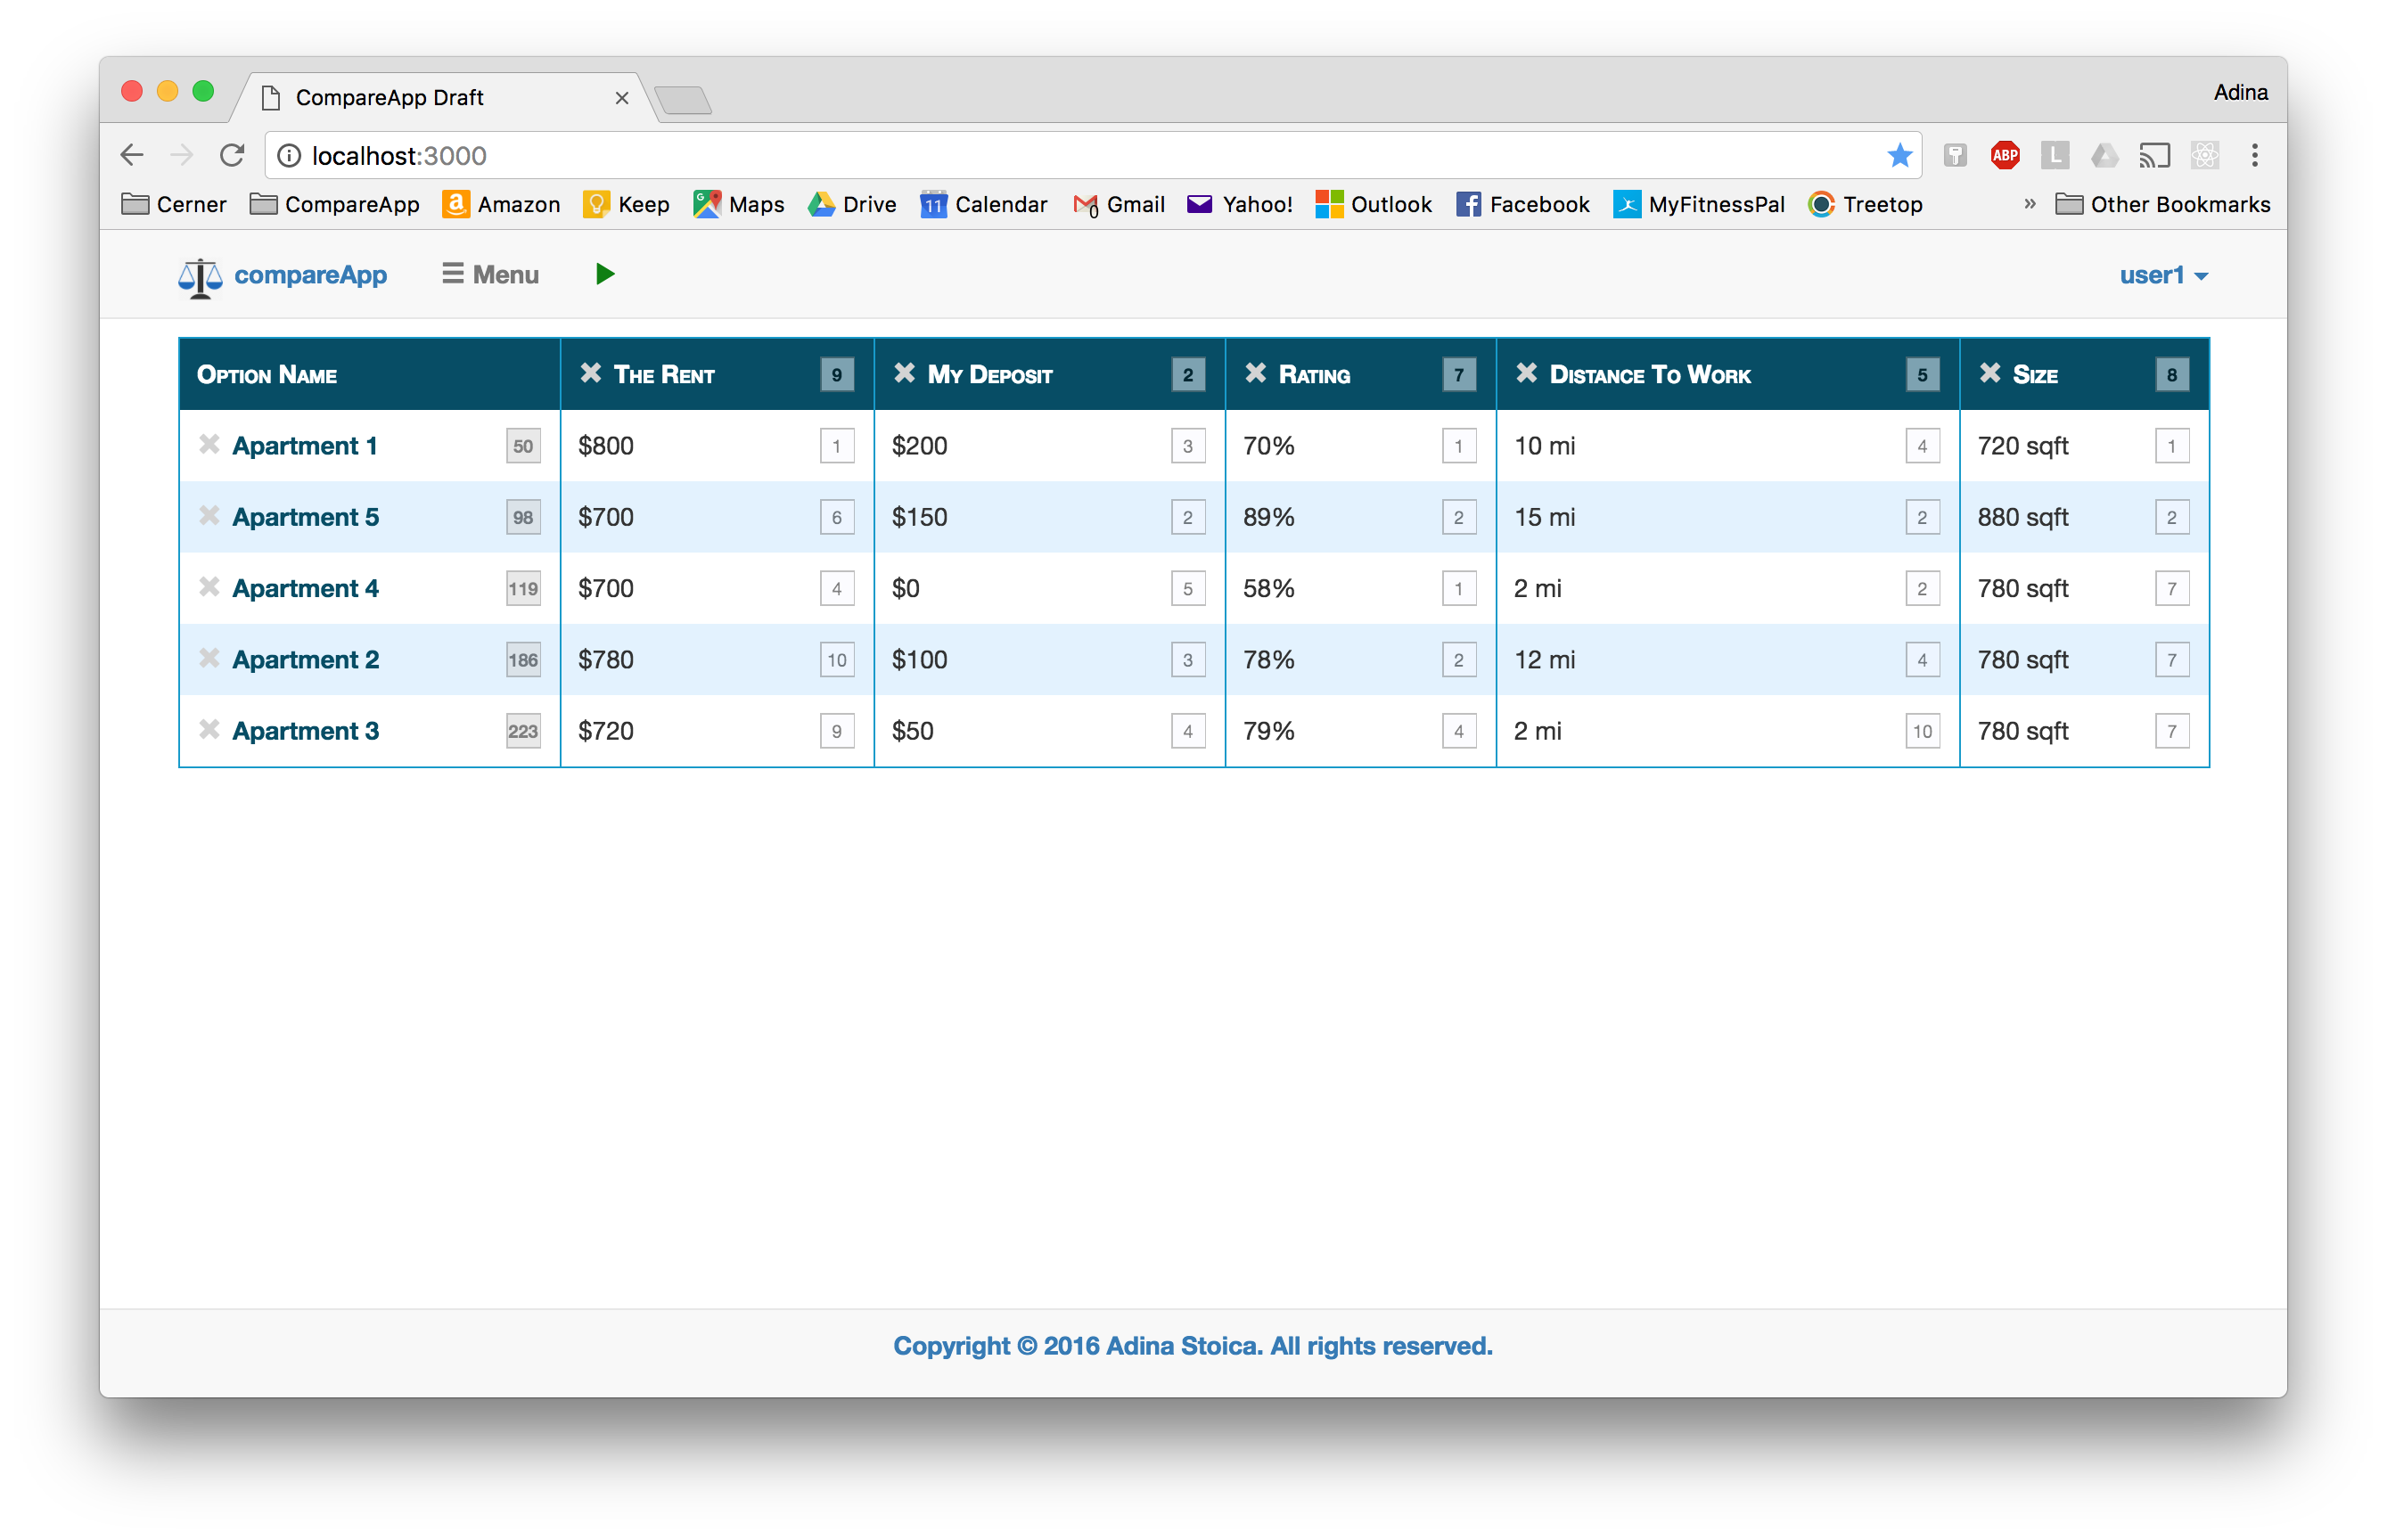 CompareApp Draft
Adina
localhost:3000
ABP L
Cerner CompareApp Amazon Keep Maps Drive 11 Calendar 0 Gmail Yahoo! Outlook Facebook MyFitnessPal Treetop » Other Bookmarks
compareApp Menu user1
Option Name The Rent 9 My Deposit 2 Rating 7 Distance To Work 5 Size 8
Apartment 1 50 $800 1 $200 3 70% 1 10 mi 4 720 sqft 1
Apartment 5 98 $700 6 $150 2 89% 2 15 mi 2 880 sqft 2
Apartment 4 119 $700 4 $0 5 58% 1 2 mi 2 780 sqft 7
Apartment 2 186 $780 10 $100 3 78% 2 12 mi 4 780 sqft 7
Apartment 3 223 $720 9 $50 4 79% 4 2 mi 10 780 sqft 7
Copyright © 2016 Adina Stoica. All rights reserved.